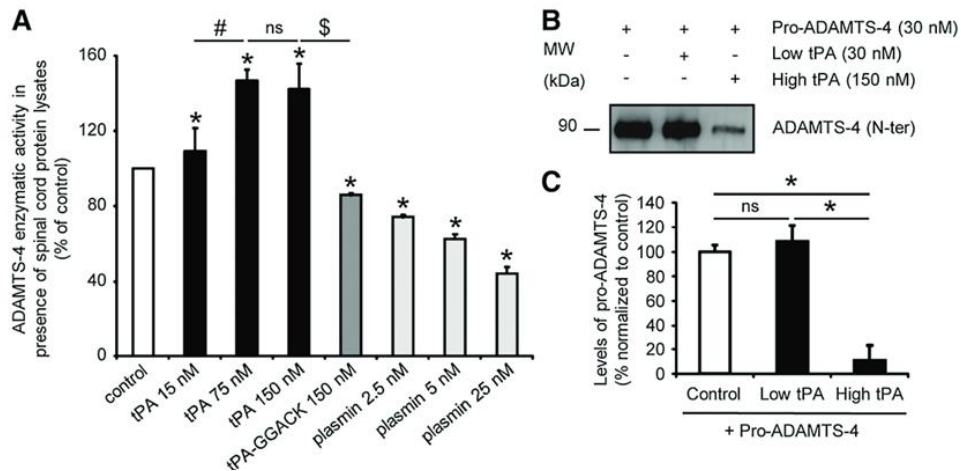 A
# ns $
ADAMTS-4 enzymatic activity in
presence of spinal cord protein lysates
(% of control)
160
120
80
40
0
* * * * * * *
control
tPA 15 nM
tPA 75 nM
tPA 150 nM
tPA-GGACK 150 nM
plasmin 2.5 nM
plasmin 5 nM
plasmin 25 nM
B
MW
(kDa)
+ + + Pro-ADAMTS-4 (30 nM)
- + - Low tPA (30 nM)
- - + High tPA (150 nM)
90
ADAMTS-4 (N-ter)
C
*
ns *
Levels of pro-ADAMTS-4
(% normalized to control)
140
120
100
80
60
40
20
0
Control Low tPA High tPA
+ Pro-ADAMTS-4